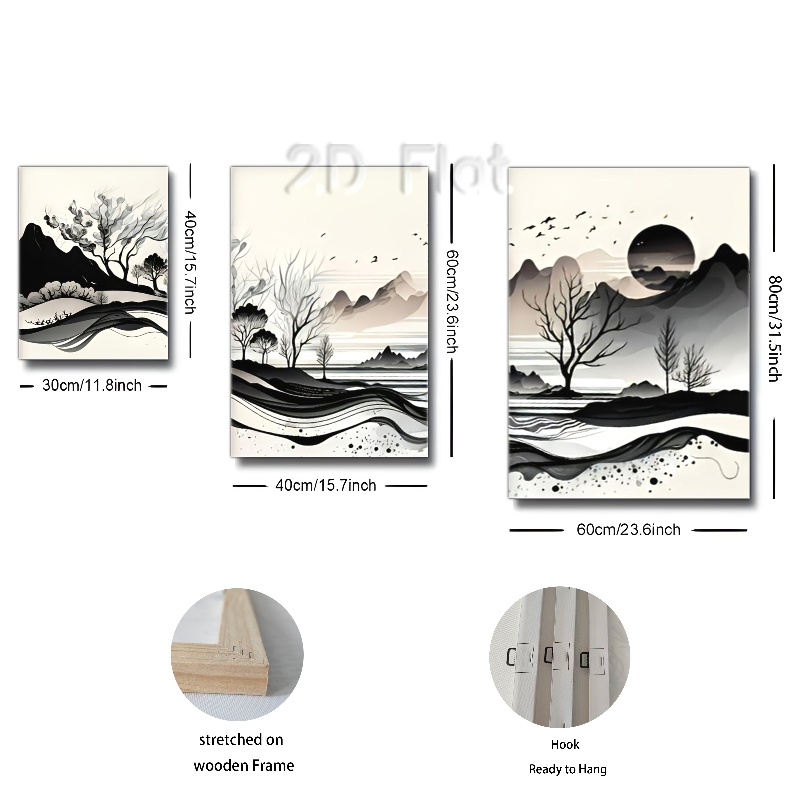 2D Flat
40cm/15.7inch
30cm/11.8inch
60cm/23.6inch
40cm/15.7inch
80cm/31.5inch
60cm/23.6inch
stretched on
wooden Frame
Hook
Ready to Hang